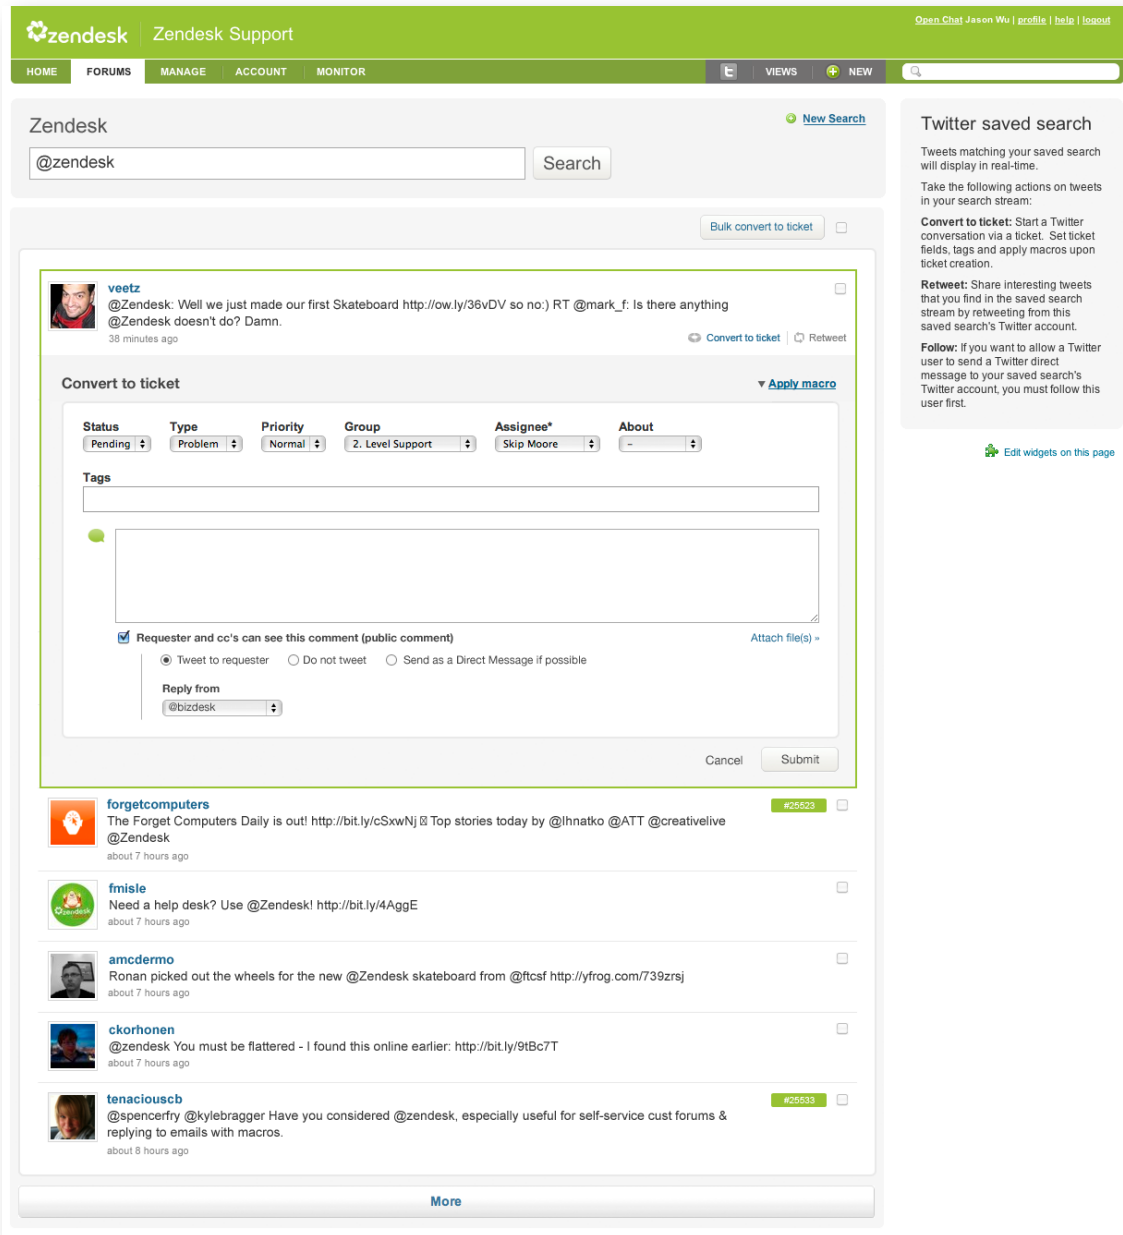 zendesk Zendesk Support
Open Chat Jason Wu | profile | help | logout
HOME FORUMS MANAGE ACCOUNT MONITOR VIEWS NEW
Zendesk
New Search
@zendesk Search
Bulk convert to ticket
veetz
@Zendesk: Well we just made our first Skateboard http://ow.ly/36vDV so no:) RT @mark_f: Is there anything
@Zendesk doesn't do? Damn.
38 minutes ago
Convert to ticket Retweet
Convert to ticket
Apply macro
Status Type Priority Group Assignee* About
Pending Problem Normal 2. Level Support Skip Moore -
Tags
Requester and cc's can see this comment (public comment)
Attach file(s) »
Tweet to requester Do not tweet Send as a Direct Message if possible
Reply from
@bizdesk
Cancel Submit
forgetcomputers
#25523
The Forget Computers Daily is out! http://bit.ly/cSxwNj Top stories today by @Ihnatko @ATT @creativelive
@Zendesk
about 7 hours ago
fmisle
Need a help desk? Use @Zendesk! http://bit.ly/4AggE
about 7 hours ago
amcdermo
Ronan picked out the wheels for the new @Zendesk skateboard from @ftcsf http://yfrog.com/739zrsj
about 7 hours ago
ckorhonen
@zendesk You must be flattered - I found this online earlier: http://bit.ly/9tBc7T
about 7 hours ago
tenaciouscb
#25533
@spencerfry @kylebragger Have you considered @zendesk, especially useful for self-service cust forums &
replying to emails with macros.
about 8 hours ago
More
Twitter saved search
Tweets matching your saved search
will display in real-time.
Take the following actions on tweets
in your search stream:
Convert to ticket: Start a Twitter
conversation via a ticket. Set ticket
fields, tags and apply macros upon
ticket creation.
Retweet: Share interesting tweets
that you find in the saved search
stream by retweeting from this
saved search's Twitter account.
Follow: If you want to allow a Twitter
user to send a Twitter direct
message to your saved search's
Twitter account, you must follow this
user first.
Edit widgets on this page